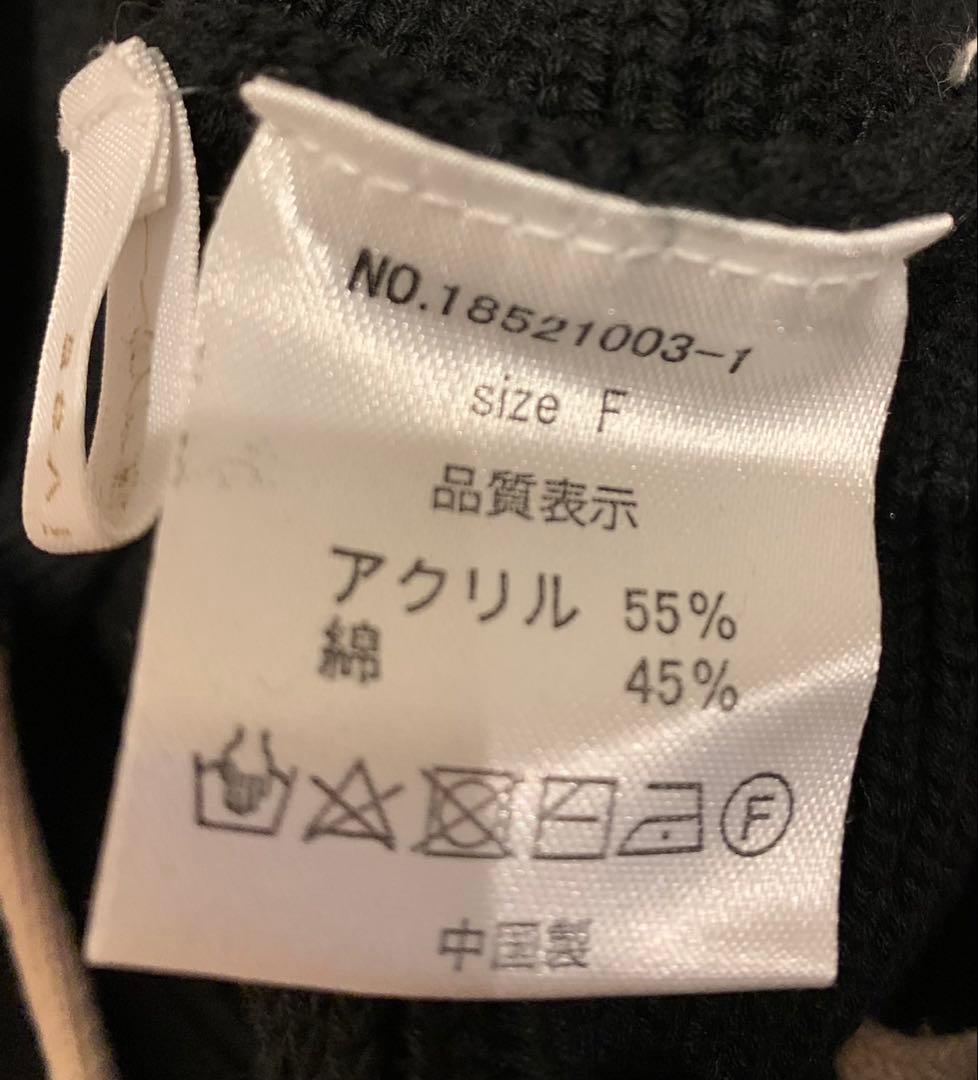 NO.18521003-1
size F
品質表示
アクリル 55%
綿 45%
F
中国製